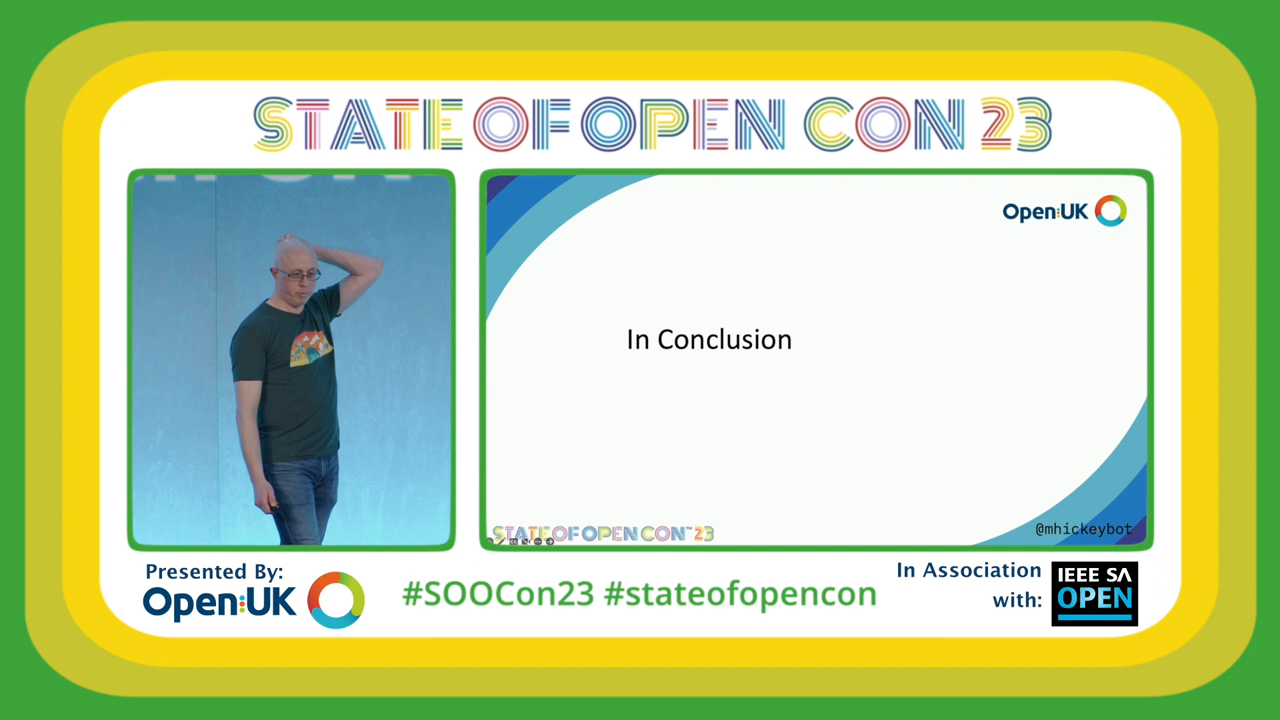 STATE OF OPEN CON 23
Open:UK
In Conclusion
STATE OF OPEN CON™ 23
@mhickeybot
Presented By:
Open:UK
#SOOCon23 #stateofopencon
In Association
with:
IEEE SA
OPEN